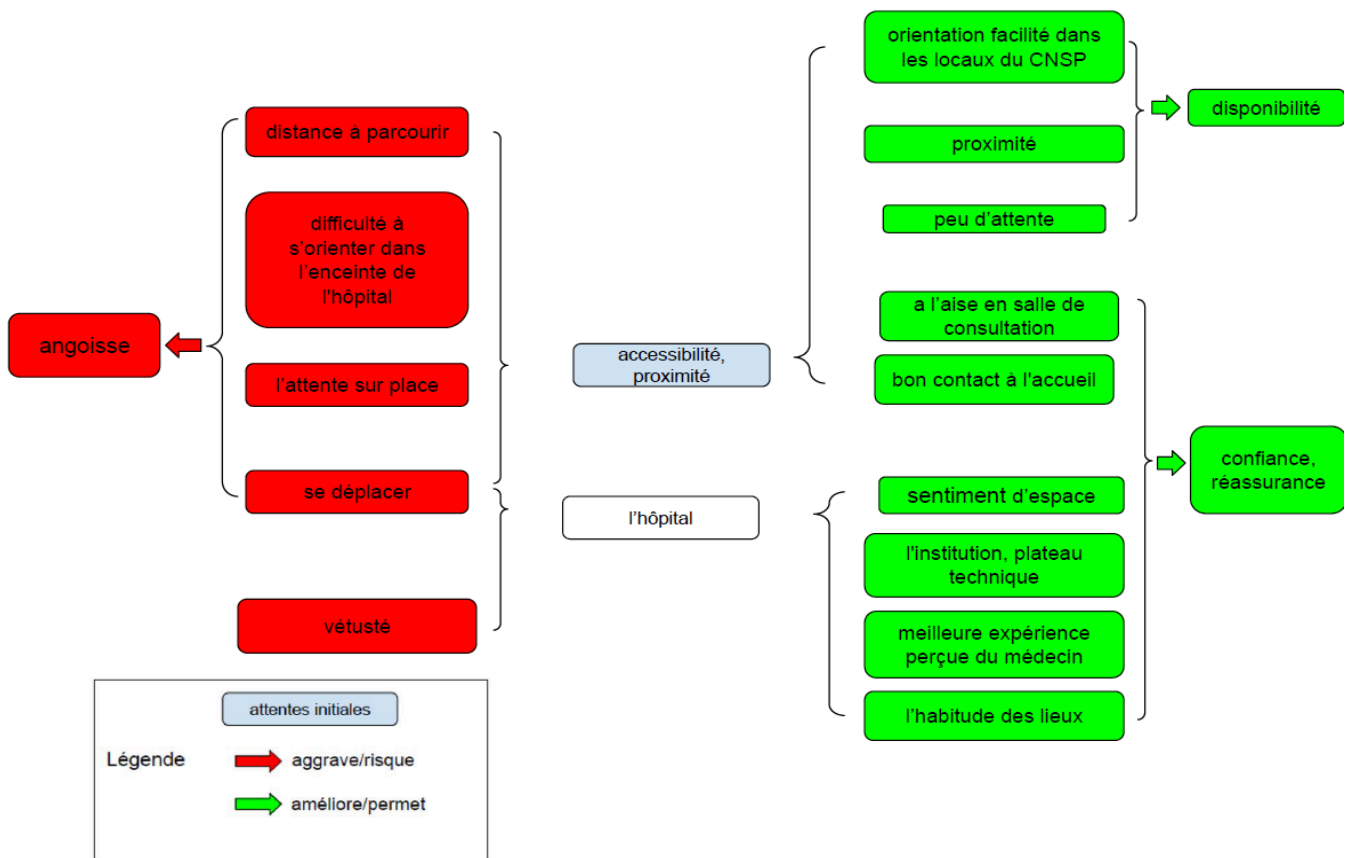 orientation facilité dans
les locaux du CNSP
disponibilité
distance à parcourir
proximité
difficulté à
s'orienter dans
l'enceinte de
l'hôpital
peu d'attente
a l'aise en salle de
consultation
angoisse
accessibilité,
proximité
l'attente sur place
bon contact à l'accueil
confiance,
réassurance
se déplacer
sentiment d'espace
l'hôpital
l'institution, plateau
technique
vétusté
meilleure expérience
perçue du médecin
l'habitude des lieux
attentes initiales
Légende
aggrave/risque
améliore/permet